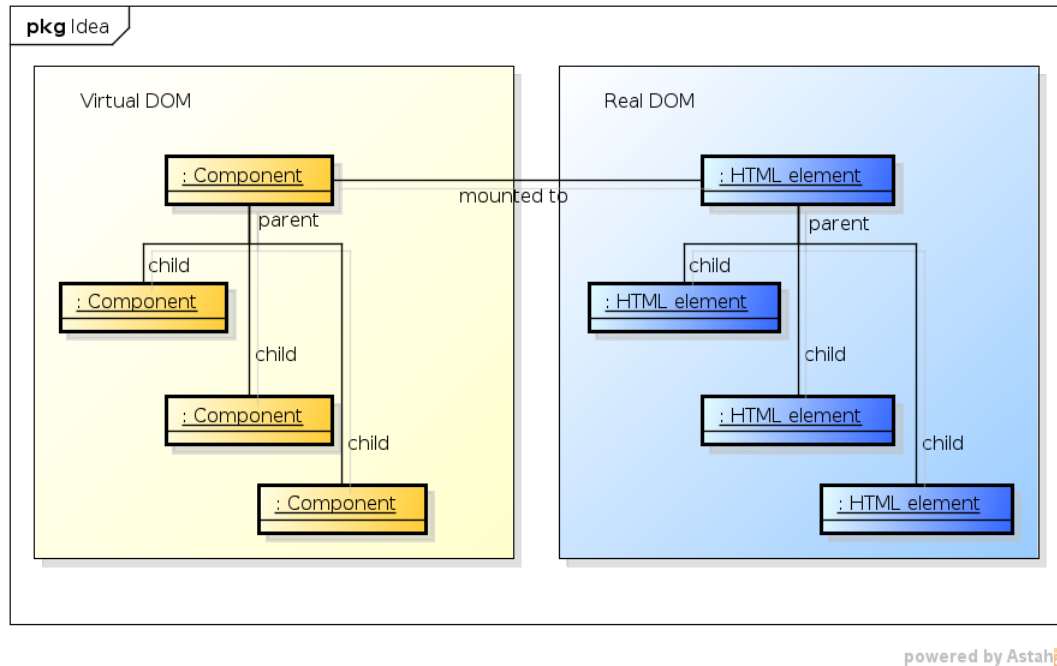 pkg Idea
Virtual DOM
Real DOM
: Component
: HTML element
mounted to
parent
parent
child
child
: Component
: HTML element
child
child
: Component
: HTML element
child
child
: Component
: HTML element
powered by Astah